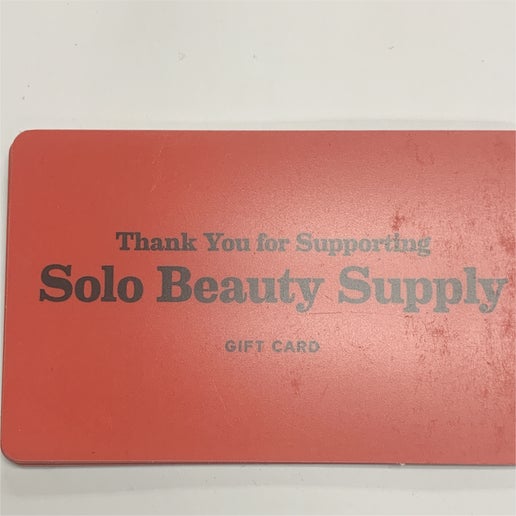 Thank You for Supporting
Solo Beauty Supply
GIFT CARD